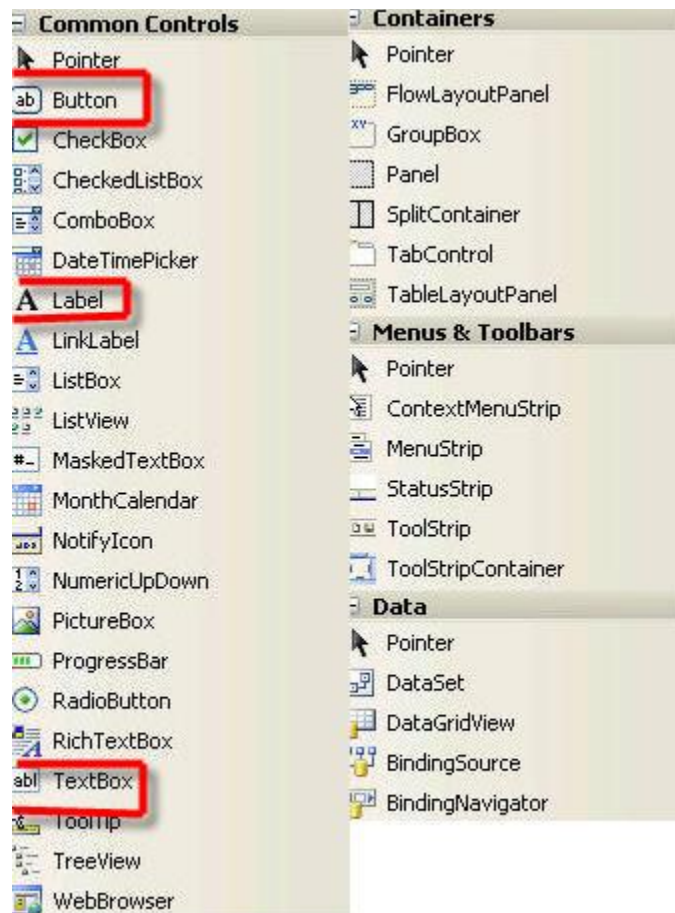 Common Controls
Pointer
Button
CheckBox
CheckedListBox
ComboBox
DateTimePicker
Label
LinkLabel
ListBox
ListView
MaskedTextBox
MonthCalendar
NotifyIcon
NumericUpDown
PictureBox
ProgressBar
RadioButton
RichTextBox
TextBox
ToolTip
TreeView
WebBrowser
Containers
Pointer
FlowLayoutPanel
GroupBox
Panel
SplitContainer
TabControl
TableLayoutPanel
Menus & Toolbars
Pointer
ContextMenuStrip
MenuStrip
StatusStrip
ToolStrip
ToolStripContainer
Data
Pointer
DataSet
DataGridView
BindingSource
BindingNavigator